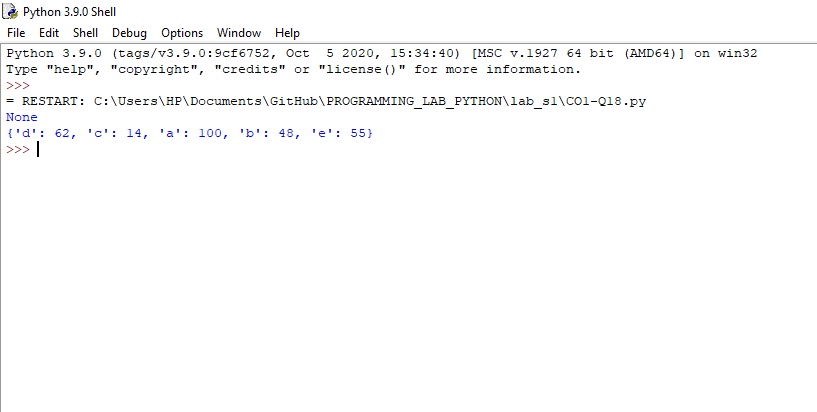 Python 3.9.0 Shell
File Edit Shell Debug Options Window Help
Python 3.9.0 (tags/v3.9.0:9cf6752, Oct  5 2020, 15:34:40) [MSC v.1927 64 bit (AMD64)] on win32
Type "help", "copyright", "credits" or "license()" for more information.
>>>
= RESTART: C:\Users\HP\Documents\GitHub\PROGRAMMING_LAB_PYTHON\lab_s1\CO1-Q18.py
None
{'d': 62, 'c': 14, 'a': 100, 'b': 48, 'e': 55}
>>>